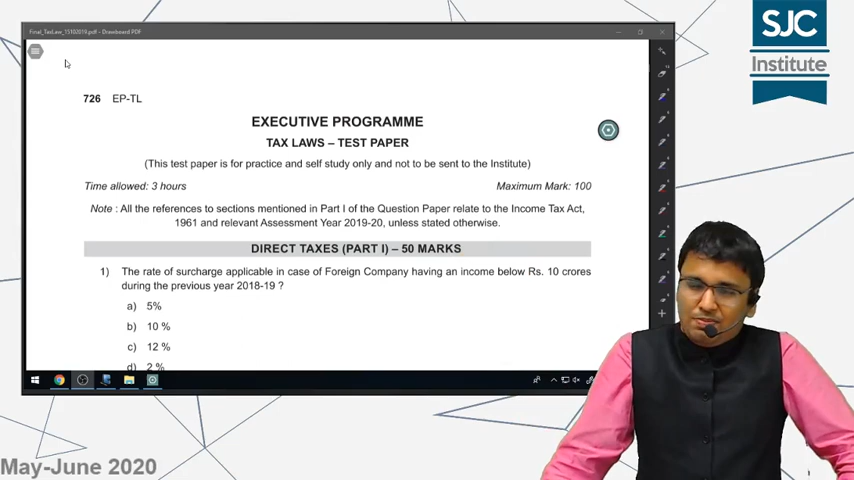 Final_TaxLaw_15102019.pdf - Drawboard PDF
SJC
Institute
726 EP-TL
EXECUTIVE PROGRAMME
TAX LAWS – TEST PAPER
(This test paper is for practice and self study only and not to be sent to the Institute)
Time allowed: 3 hours Maximum Mark: 100
Note : All the references to sections mentioned in Part I of the Question Paper relate to the Income Tax Act,
1961 and relevant Assessment Year 2019-20, unless stated otherwise.
DIRECT TAXES (PART I) – 50 MARKS
1) The rate of surcharge applicable in case of Foreign Company having an income below Rs. 10 crores
during the previous year 2018-19 ?
a) 5%
b) 10 %
c) 12 %
d) 2 %
May-June 2020